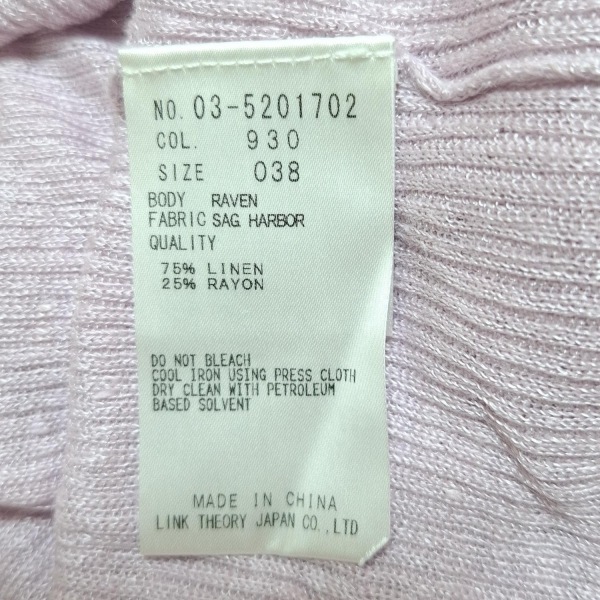 NO. 03-5201702
COL. 930
SIZE 038
BODY RAVEN
FABRIC SAG. HARBOR
QUALITY
75% LINEN
25% RAYON
DO NOT BLEACH
COOL IRON USING PRESS CLOTH
DRY CLEAN WITH PETROLEUM
BASED SOLVENT
MADE IN CHINA
LINK THEORY JAPAN CO.,LTD